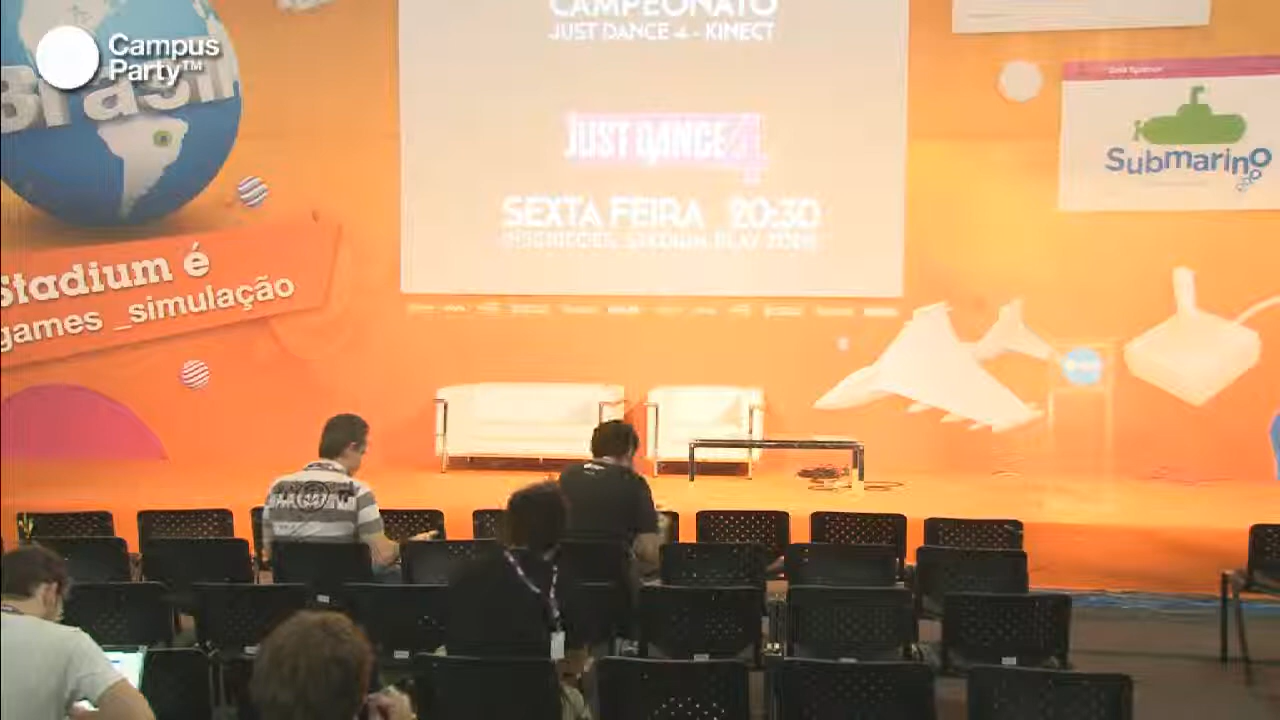 Campus
Party™
Brasil
Stadium é
games _simulação
CAMPEONATO
JUST DANCE 4 - KINECT
JUST DANCE 4
SEXTA FEIRA 20:30
Submarino